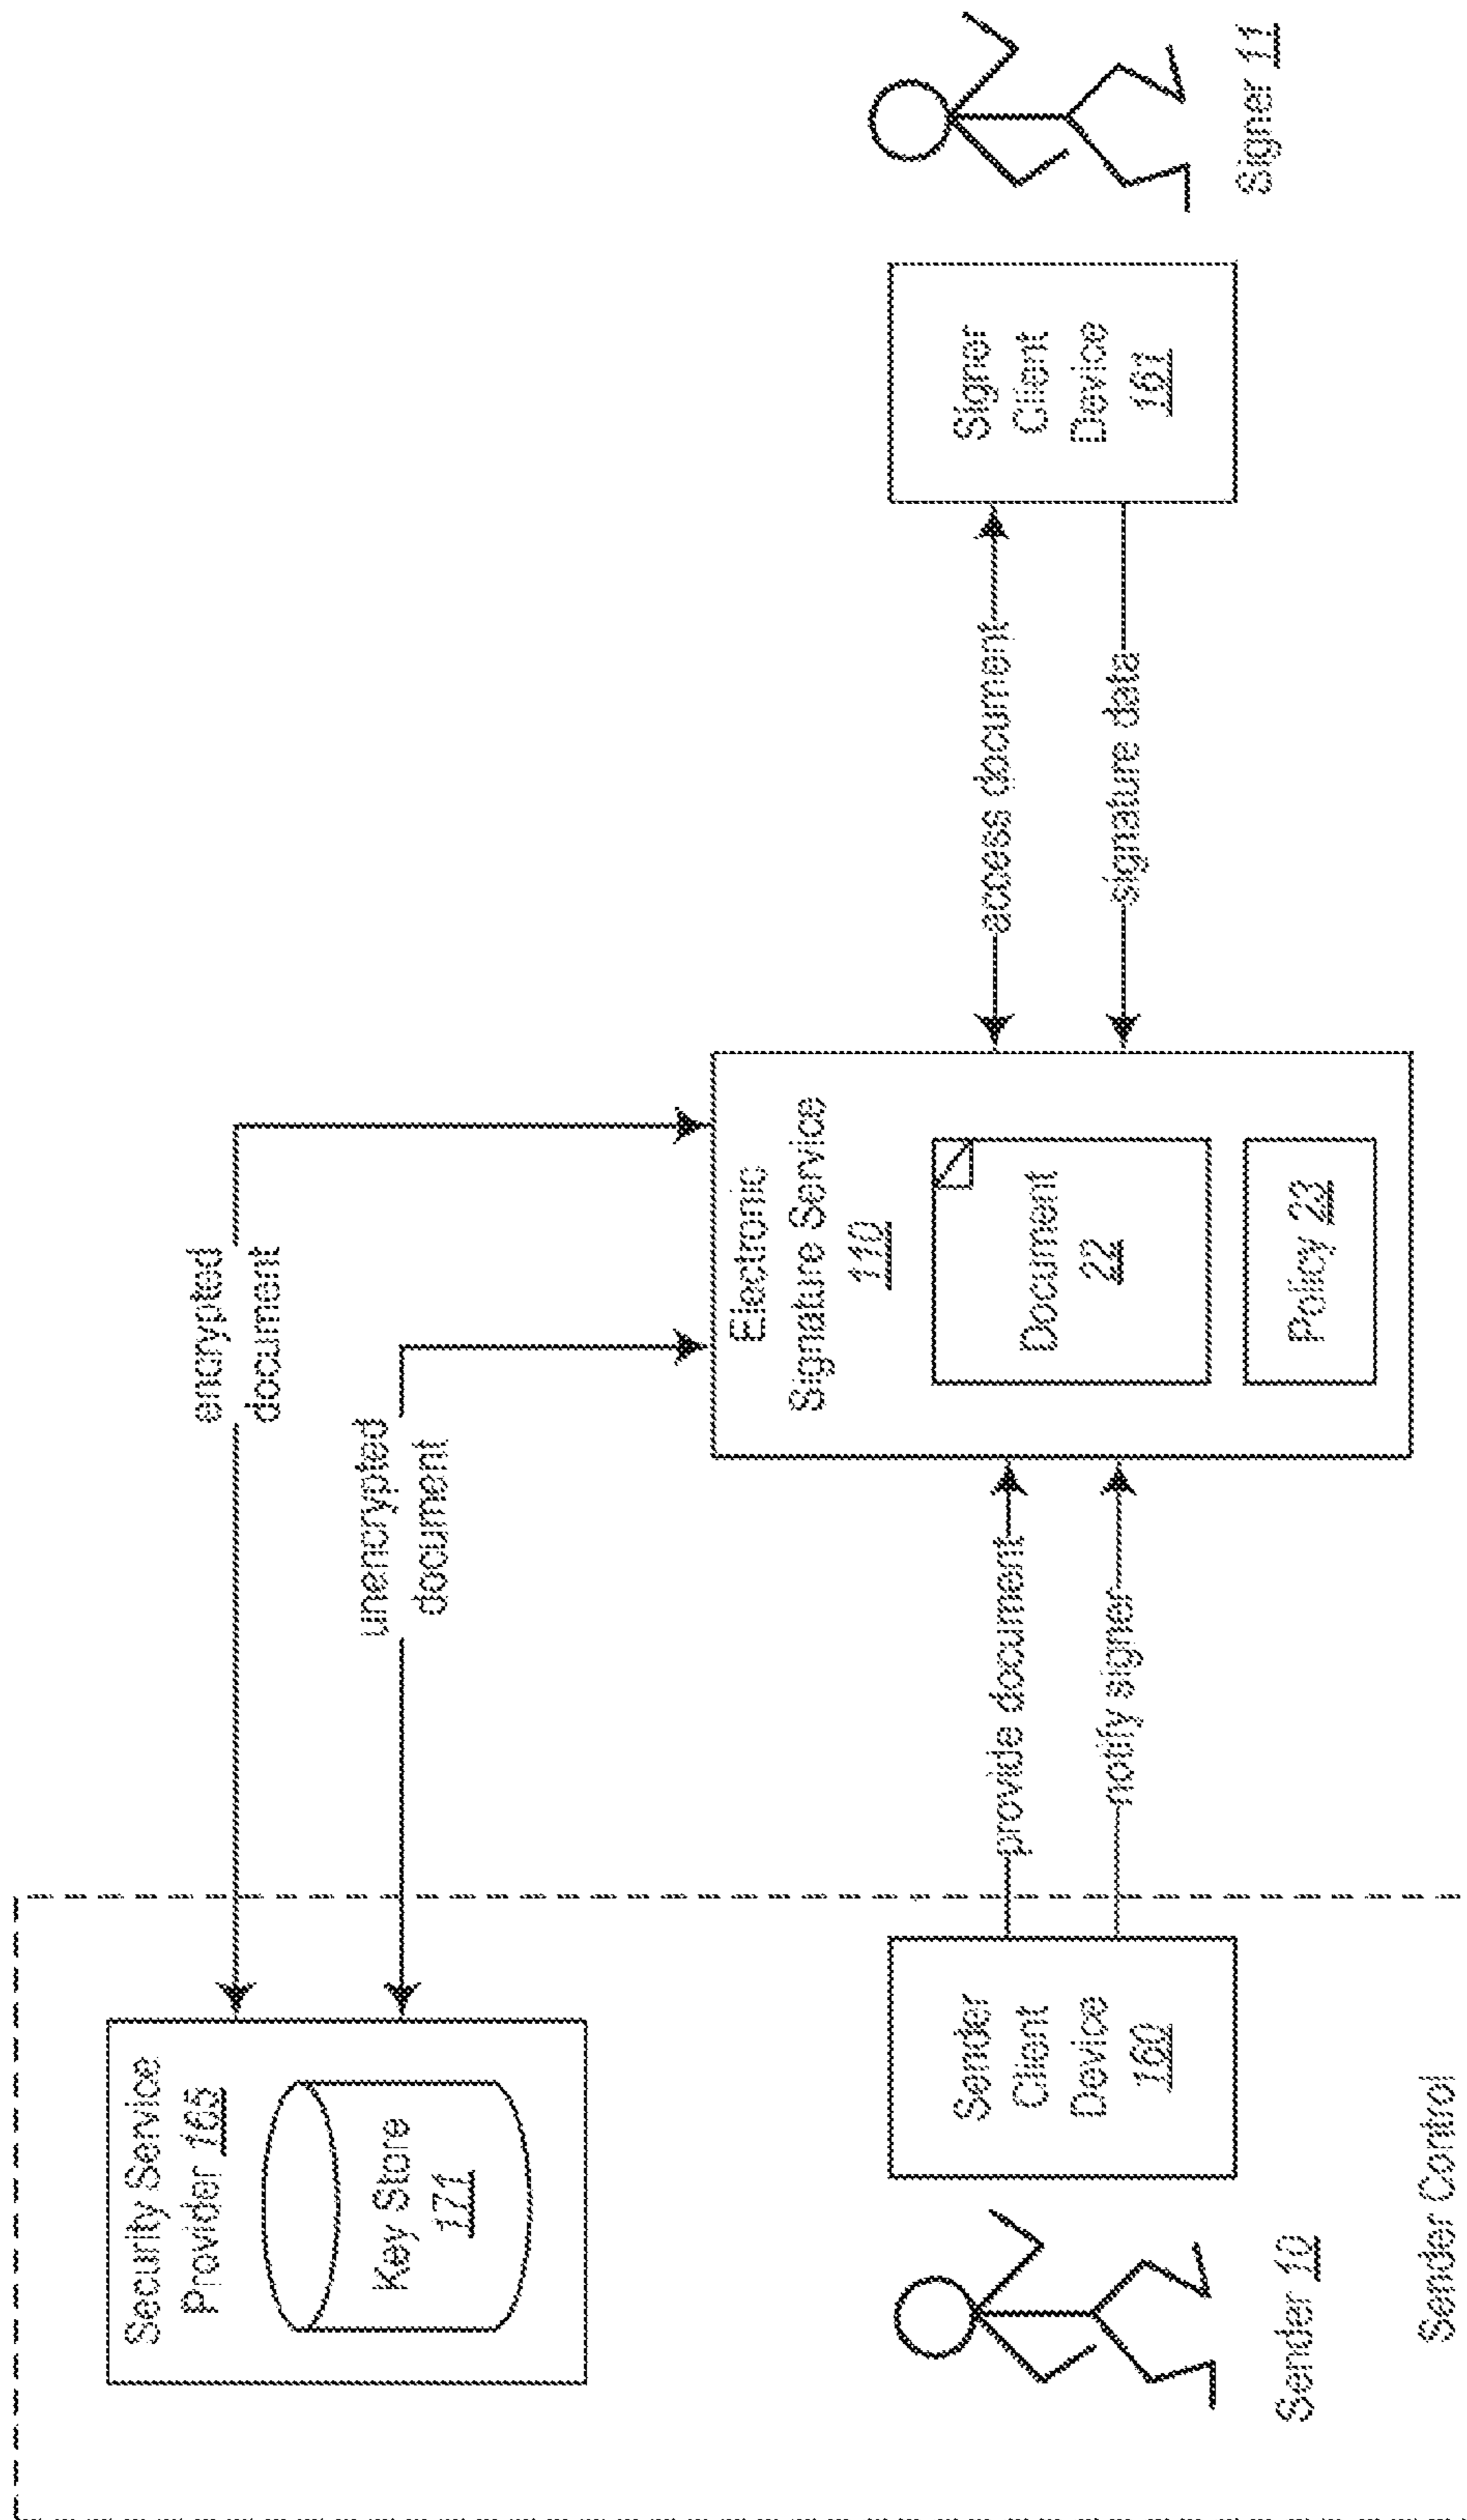 Security Service
Provider 165
Key Store
171
encrypted
document
unencrypted
document
Electronic
Signature Service
110
Document
22
Policy 23
Sender
Client
Device
160
Sender 10
Sender Control
provide document
notify signer
access document
signature data
Signer
Client
Device
161
Signer 11